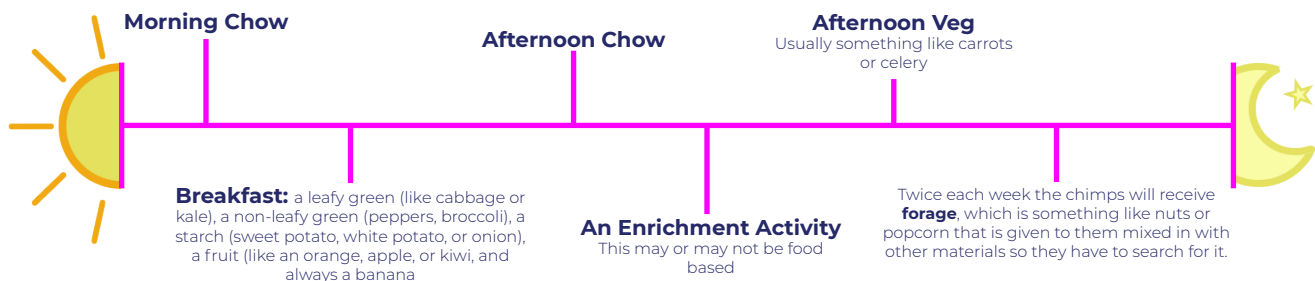 Morning Chow
Breakfast: a leafy green (like cabbage or
kale), a non-leafy green (peppers, broccoli), a
starch (sweet potato, white potato, or onion),
a fruit (like an orange, apple, or kiwi, and
always a banana
Afternoon Chow
An Enrichment Activity
This may or may not be food
based
Afternoon Veg
Usually something like carrots
or celery
Twice each week the chimps will receive
forage, which is something like nuts or
popcorn that is given to them mixed in with
other materials so they have to search for it.